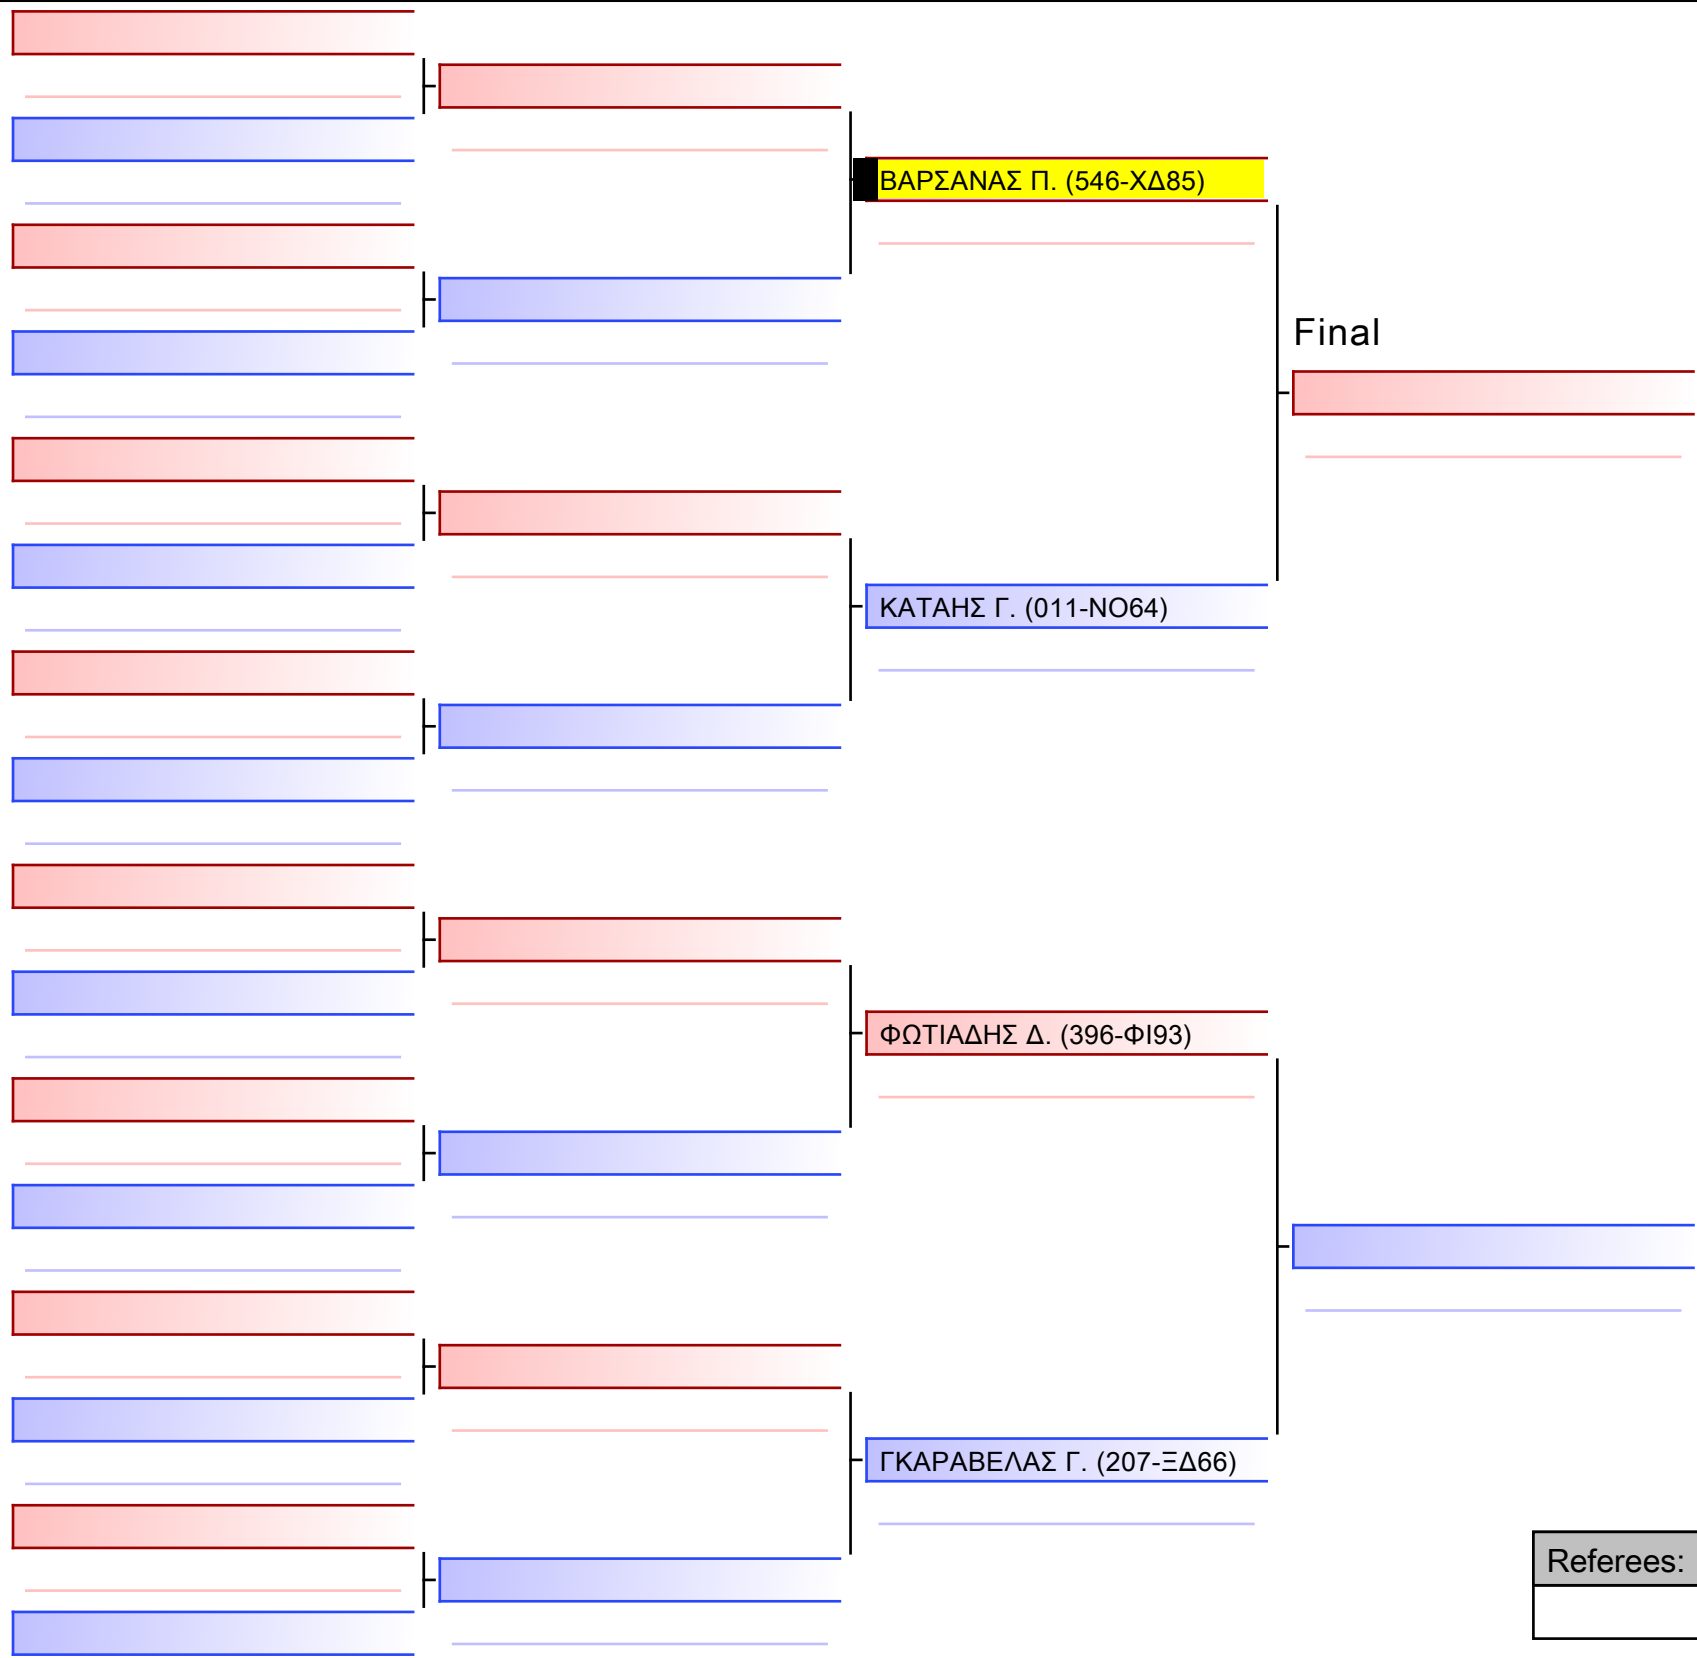 ΒΑΡΣΑΝΑΣ Π. (546-ΧΔ85)
Final
ΚΑΤΑΗΣ Γ. (011-ΝΟ64)
ΦΩΤΙΑΔΗΣ Δ. (396-ΦΙ93)
ΓΚΑΡΑΒΕΛΑΣ Γ. (207-ΞΔ66)
Referees: